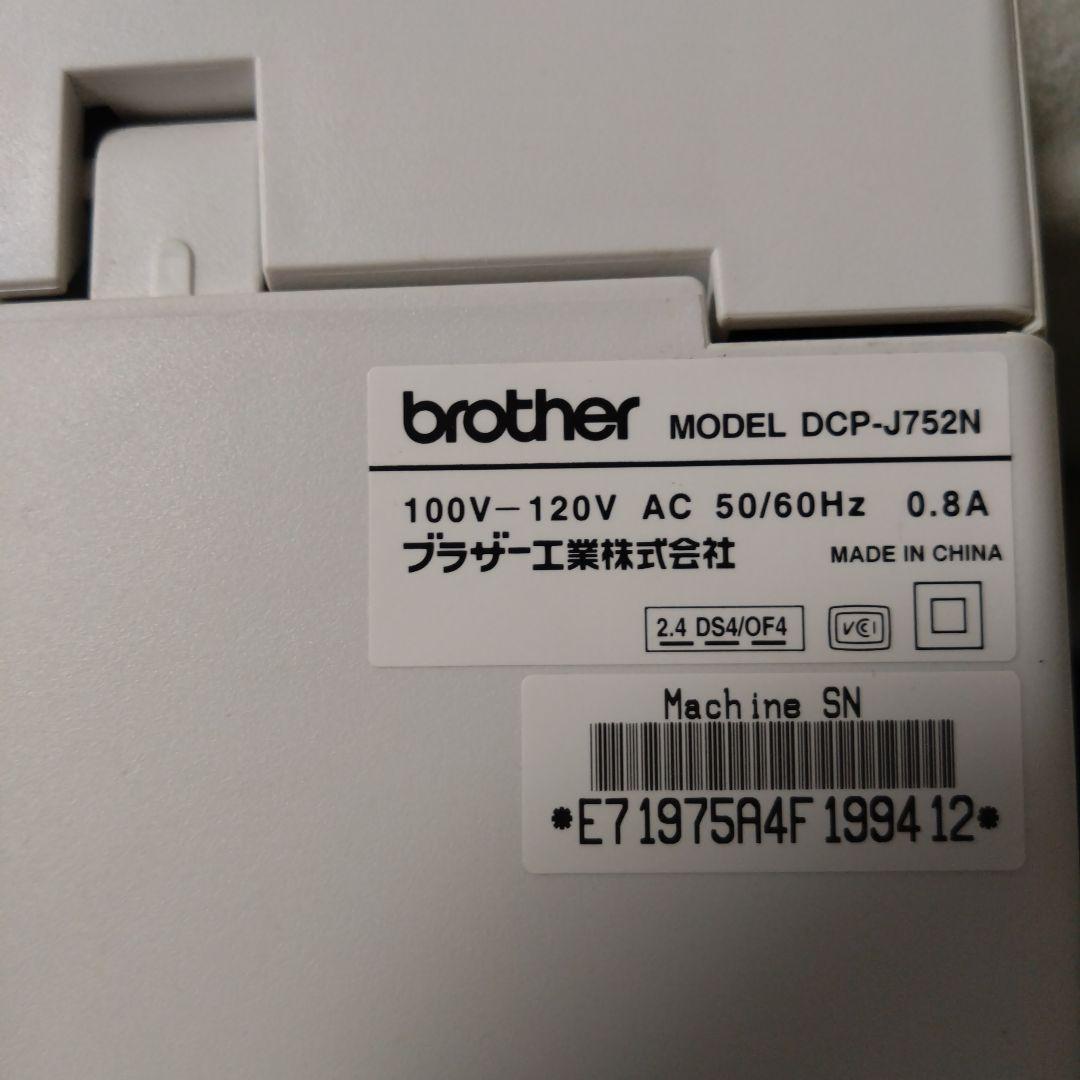 brother MODEL DCP-J752N
100V-120V AC 50/60Hz 0.8A
ブラザー工業株式会社 MADE IN CHINA
2.4 DS4/OF4 VCI
Machine SN
*E71975A4F199412*